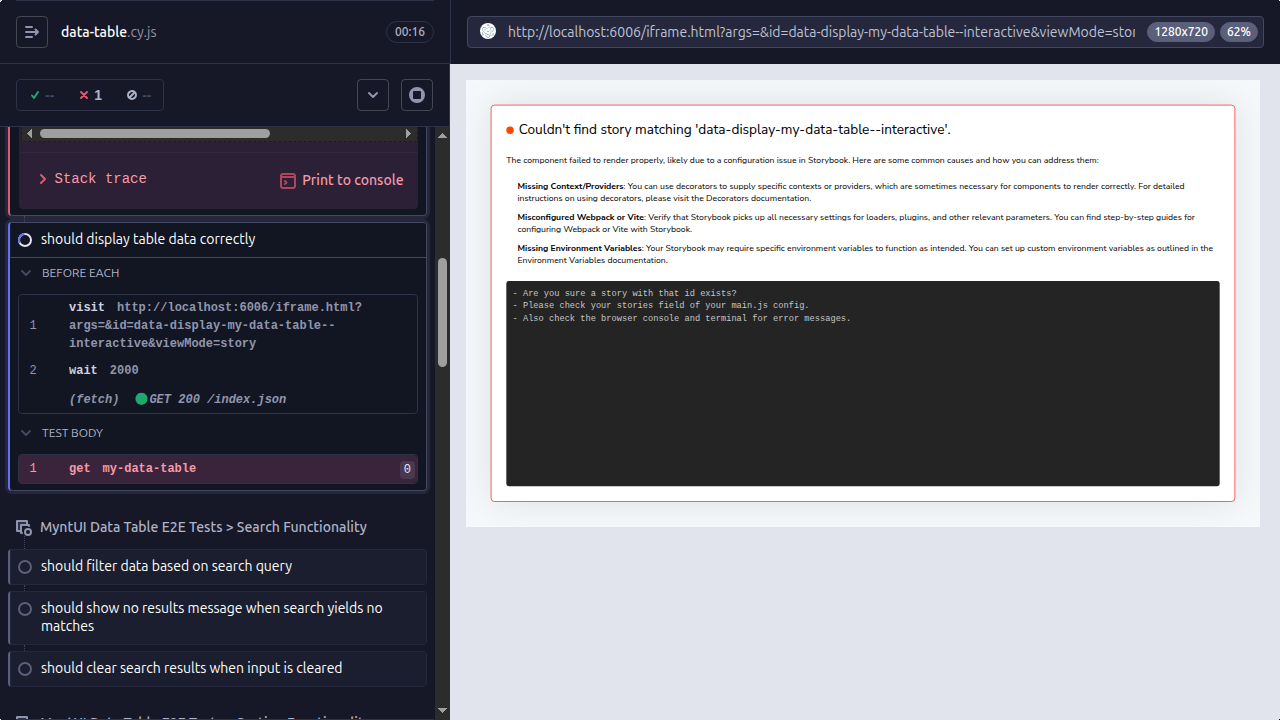 data-table.cy.js
00:16
--
1
--
Stack trace
Print to console
should display table data correctly
BEFORE EACH
1 visit http://localhost:6006/iframe.html?
args=&id=data-display-my-data-table--
interactive&viewMode=story
2 wait 2000
(fetch) GET 200 /index.json
TEST BODY
1 get my-data-table 0
MyntUI Data Table E2E Tests > Search Functionality
should filter data based on search query
should show no results message when search yields no
matches
should clear search results when input is cleared
http://localhost:6006/iframe.html?args=&id=data-display-my-data-table--interactive&viewMode=stor
1280x720
62%
Couldn't find story matching 'data-display-my-data-table--interactive'.
The component failed to render properly, likely due to a configuration issue in Storybook. Here are some common causes and how you can address them:
Missing Context/Providers: You can use decorators to supply specific contexts or providers, which are sometimes necessary for components to render correctly. For detailed
instructions on using decorators, please visit the Decorators documentation.
Misconfigured Webpack or Vite: Verify that Storybook picks up all necessary settings for loaders, plugins, and other relevant parameters. You can find step-by-step guides for
configuring Webpack or Vite with Storybook.
Missing Environment Variables: Your Storybook may require specific environment variables to function as intended. You can set up custom environment variables as outlined in the
Environment Variables documentation.
- Are you sure a story with that id exists?
- Please check your stories field of your main.js config.
- Also check the browser console and terminal for error messages.